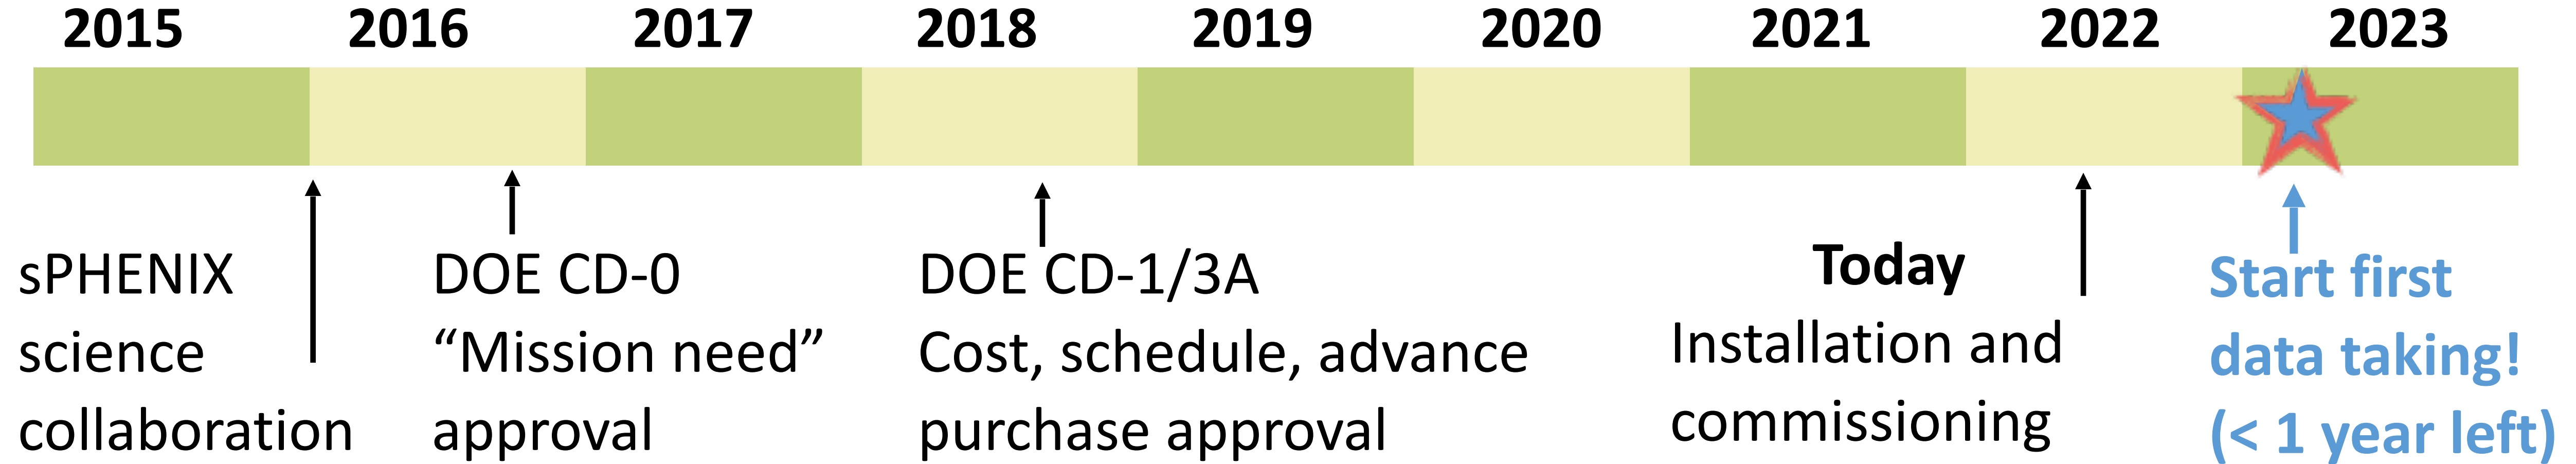 2015 2016 2017 2018 2019 2020 2021 2022 2023
sPHENIX
science
collaboration
DOE CD-0
“Mission need”
approval
DOE CD-1/3A
Cost, schedule, advance
purchase approval
Today
Installation and
commissioning
Start first
data taking!
(< 1 year left)